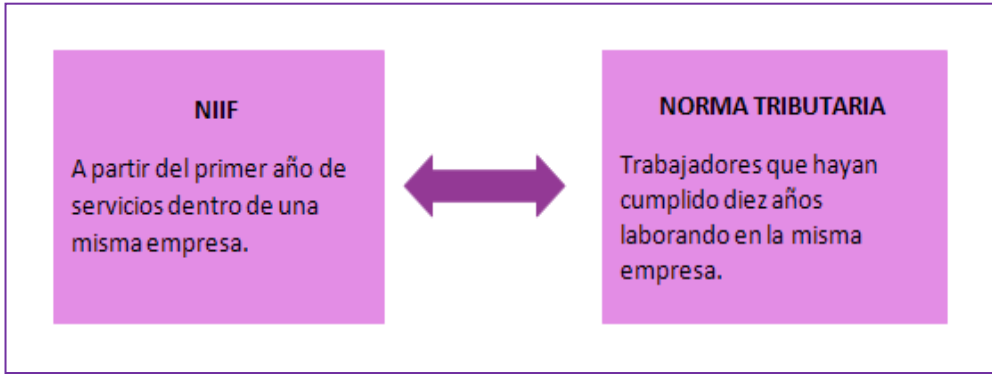 NIIF
A partir del primer año de
servicios dentro de una
misma empresa.
NORMA TRIBUTARIA
Trabajadores que hayan
cumplido diez años
laborando en la misma
empresa.